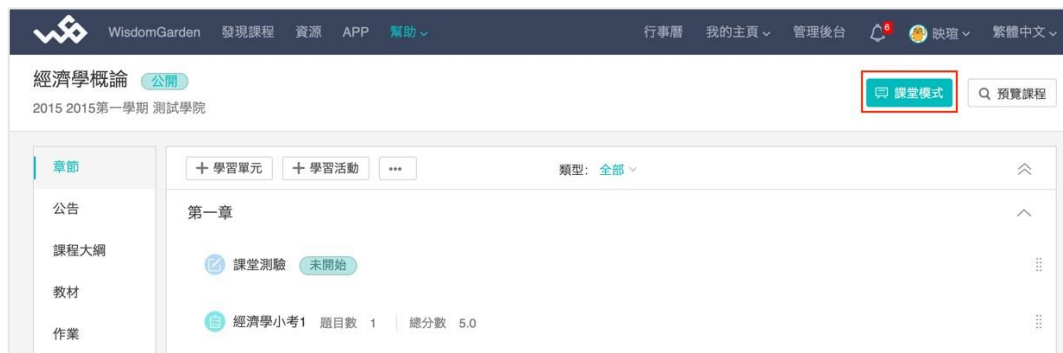 WisdomGarden 發現課程 資源 APP 幫助 行事曆 我的主頁 管理後台 6 映瑄 繁體中文
經濟學概論 公開
課堂模式 預覽課程
2015 2015第一學期 測試學院
章節
+ 學習單元 + 學習活動 ••• 類型: 全部
公告
第一章
課程大綱
課堂測驗 未開始
教材
經濟學小考1 題目數 1 總分數 5.0
作業